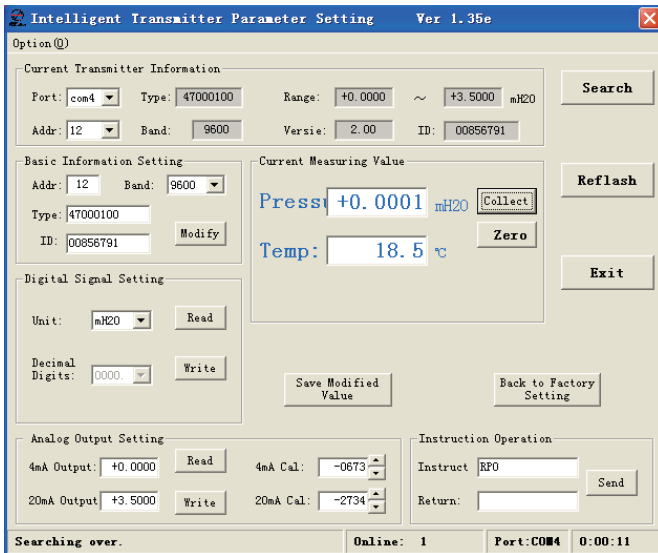 Intelligent Transmitter Parameter Setting Ver 1.35e
Option(O)
Current Transmitter Information
Port: com4 Type: 47000100 Range: +0.0000 ~ +3.5000 mH2O
Addr: 12 Band: 9600 Versie: 2.00 ID: 00856791
Search
Basic Information Setting
Addr: 12 Band: 9600
Type: 47000100
ID: 00856791
Modify
Current Measuring Value
Pressu +0.0001 mH2O Collect
Zero
Temp: 18.5 ℃
Reflash
Exit
Digital Signal Setting
Unit: mH2O Read
Decimal
Digits: 0000. Write
Save Modified
Value
Back to Factory
Setting
Analog Output Setting
4mA Output: +0.0000 Read 4mA Cal: -0673
20mA Output +3.5000 Write 20mA Cal: -2734
Instruction Operation
Instruct RPO
Return:
Send
Searching over. Online: 1 Port:COM4 0:00:11